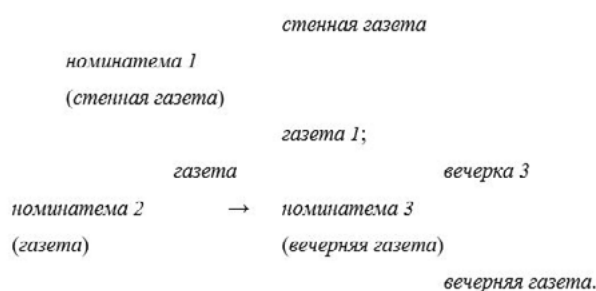 стенная газета
номинатема 1
(стенная газета)
газета 1;
газета вечерка 3
номинатема 2 → номинатема 3
(газета) (вечерняя газета)
вечерняя газета.